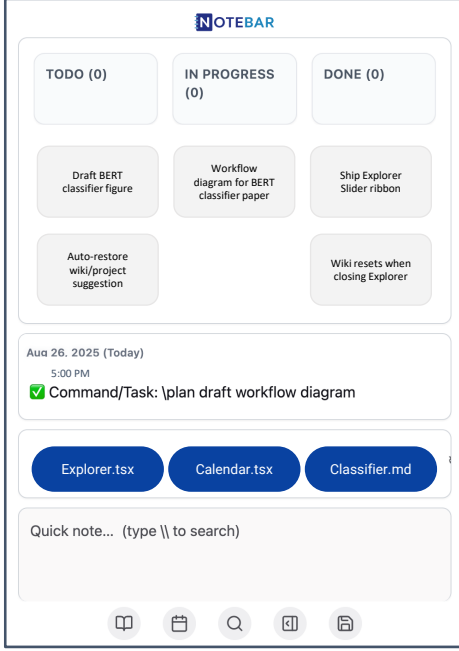 NOTEBAR
TODO (0)
IN PROGRESS
(0)
DONE (0)
Draft BERT
classifier figure
Workflow
diagram for BERT
classifier paper
Ship Explorer
Slider ribbon
Auto-restore
wiki/project
suggestion
Wiki resets when
closing Explorer
Aug 26, 2025 (Today)
5:00 PM
✅ Command/Task: \plan draft workflow diagram
Explorer.tsx
Calendar.tsx
Classifier.md
Quick note... (type \\ to search)